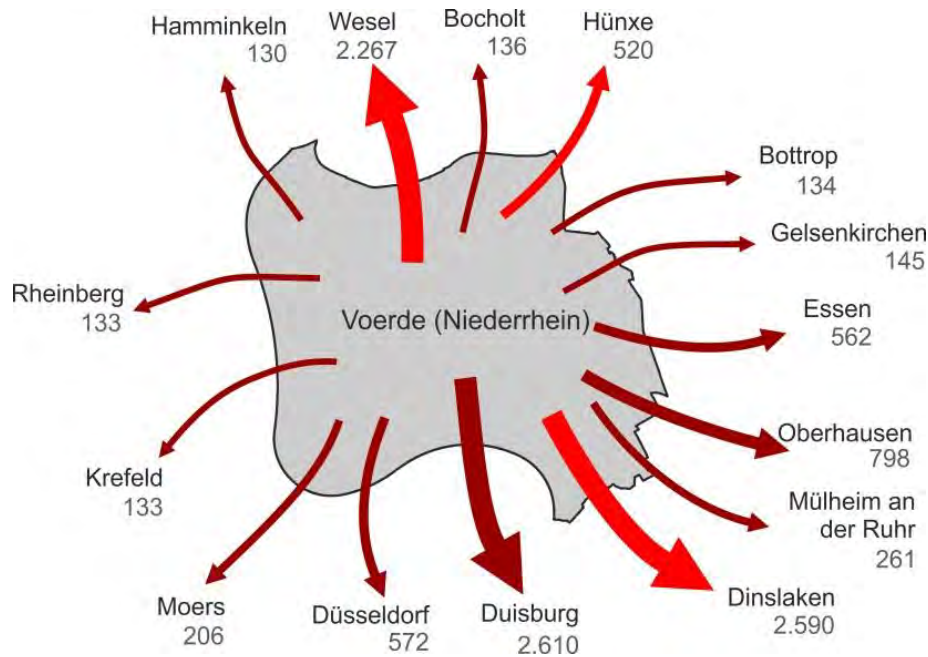 Hamminkeln
130
Wesel
2.267
Bocholt
136
Hünxe
520
Bottrop
134
Gelsenkirchen
145
Rheinberg
133
Voerde (Niederrhein)
Essen
562
Oberhausen
798
Krefeld
133
Mülheim an
der Ruhr
261
Moers
206
Düsseldorf
572
Duisburg
2.610
Dinslaken
2.590